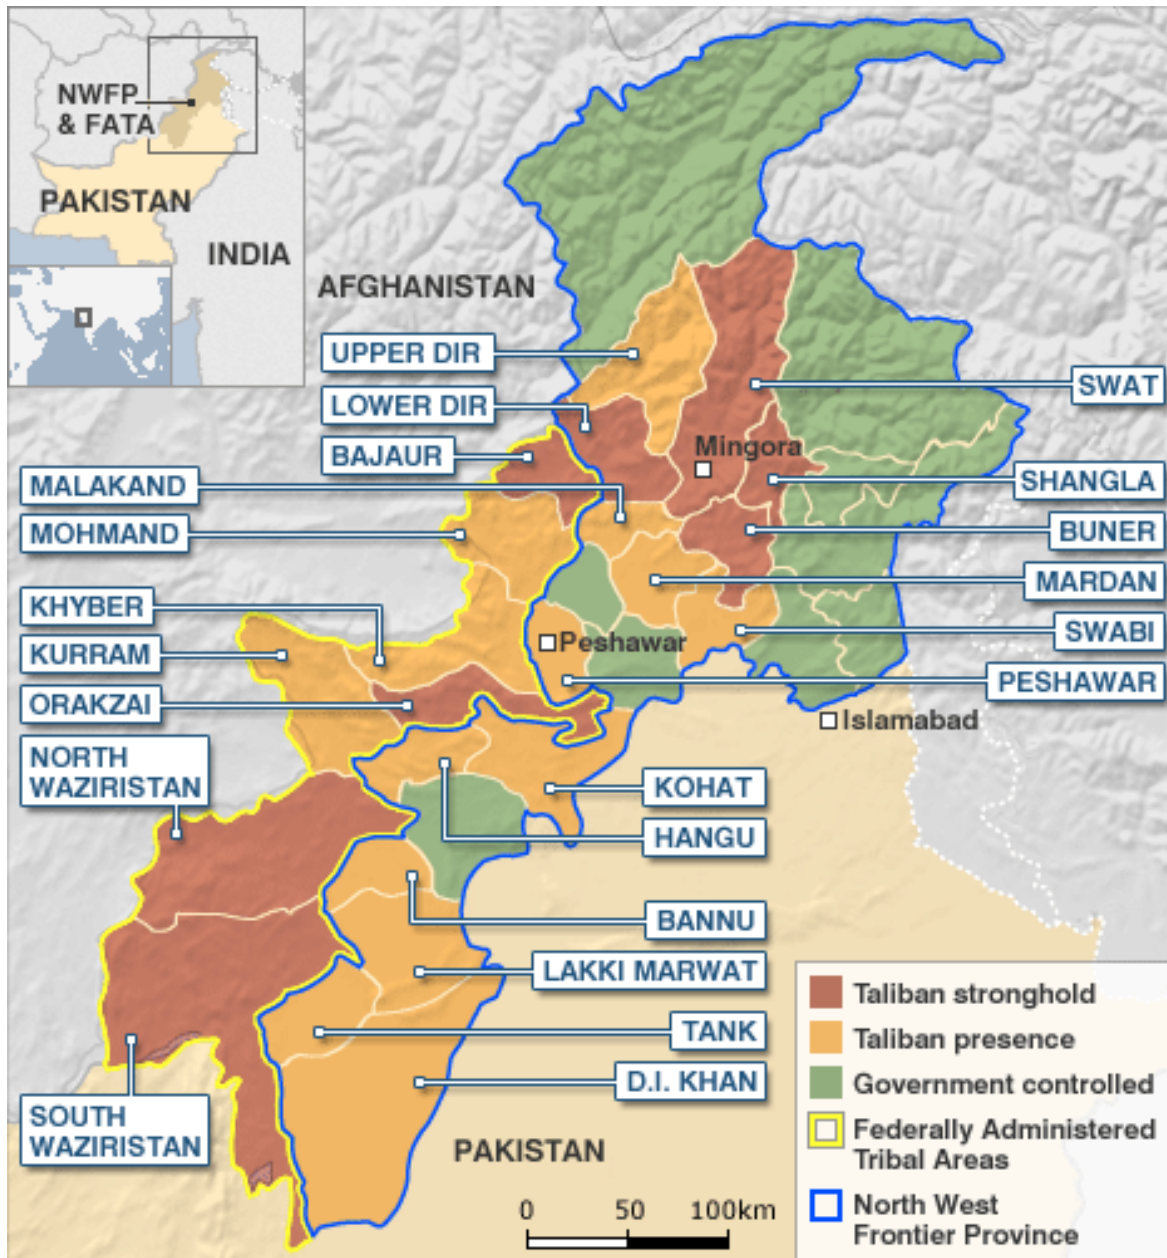 NWFP
& FATA
PAKISTAN
INDIA
AFGHANISTAN
UPPER DIR
SWAT
LOWER DIR
Mingora
BAJAUR
MALAKAND
SHANGLA
MOHMAND
BUNER
MARDAN
KHYBER
SWABI
KURRAM
Peshawar
PESHAWAR
ORAKZAI
Islamabad
NORTH
WAZIRISTAN
KOHAT
HANGU
BANNU
LAKKI MARWAT
TANK
D.I. KHAN
SOUTH
WAZIRISTAN
PAKISTAN
Taliban stronghold
Taliban presence
Government controlled
Federally Administered
Tribal Areas
North West
Frontier Province
0 50 100km